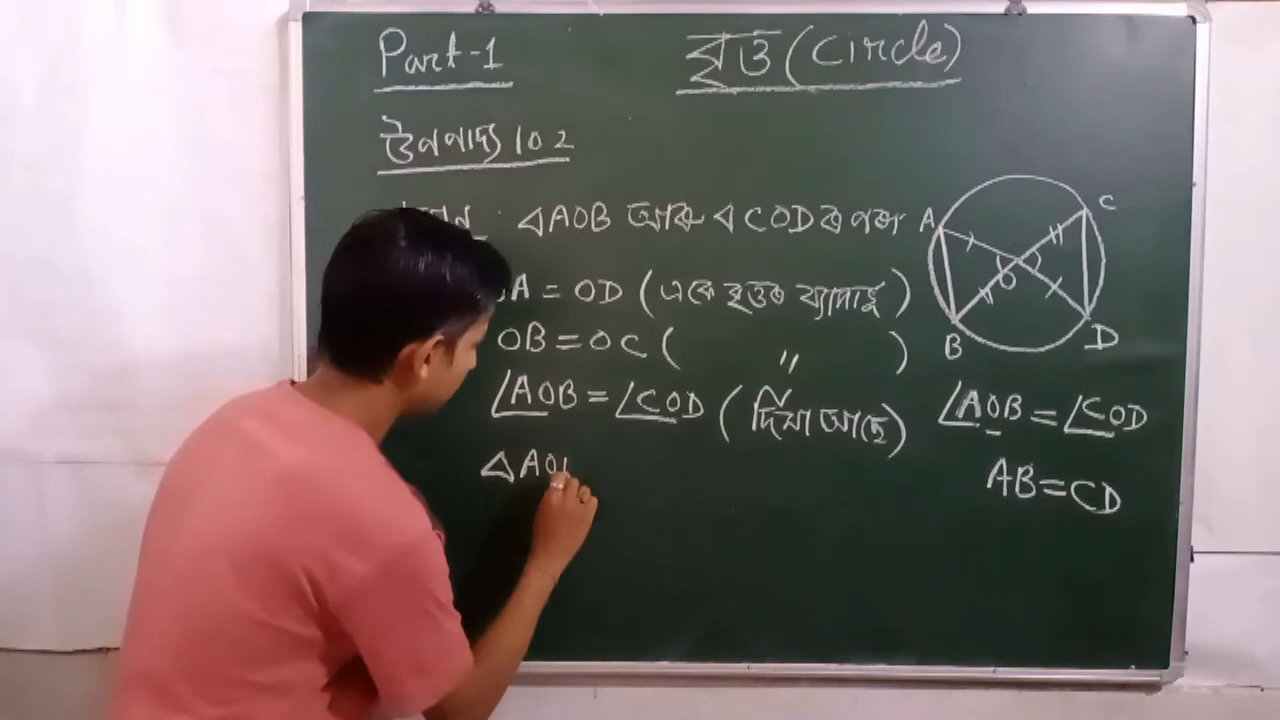 Part-1
বৃত্ত (Circle)
উপপাদ্য 10.2
△AOB আৰু △COD ৰ পৰা
A = OD (একে বৃত্তৰ ব্যাসাৰ্দ্ধ)
OB = OC ( " )
∠AOB = ∠COD (দিয়া আছে)
△AO
A
C
O
B
D
∠AOB = ∠COD
AB = CD